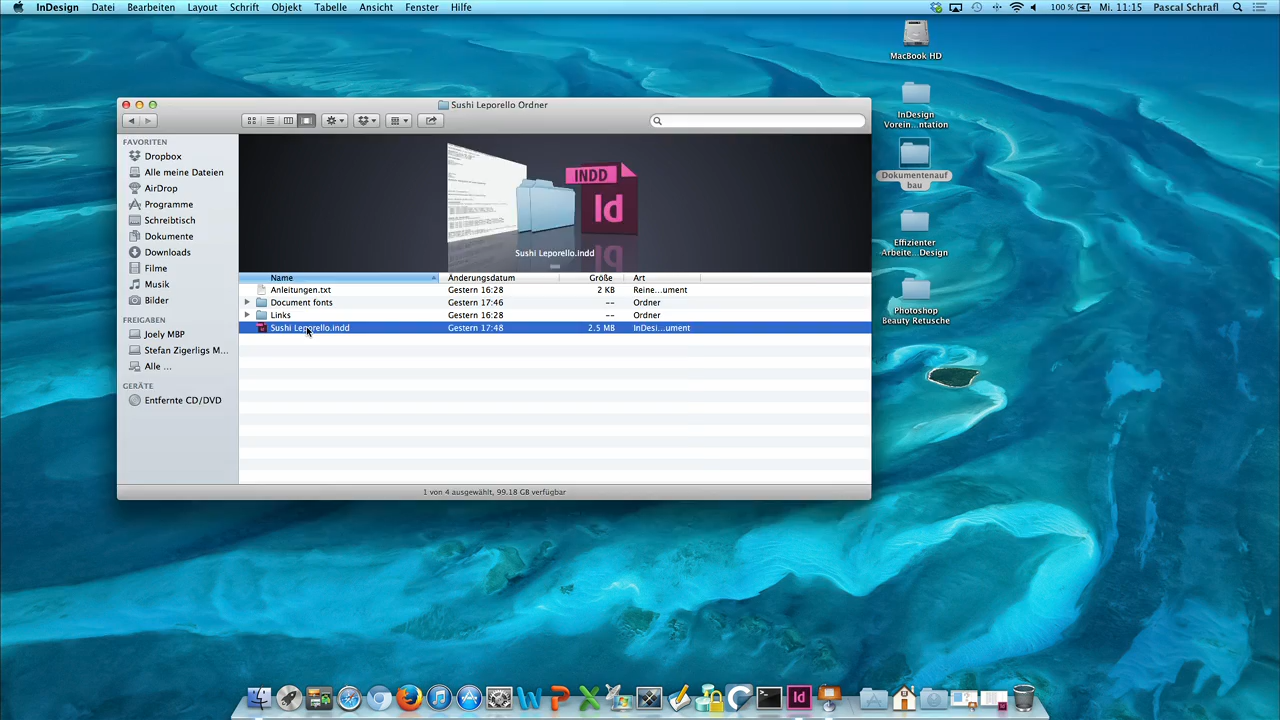 InDesign Datei Bearbeiten Layout Schrift Objekt Tabelle Ansicht Fenster Hilfe 100 % Mi. 11:15 Pascal Schrafl
MacBook HD
InDesign
Vorein...ntation
Dokumentenauf
bau
Effizienter
Arbeite...Design
Photoshop
Beauty Retusche
Sushi Leporello Ordner
FAVORITEN
Dropbox
Alle meine Dateien
AirDrop
Programme
Schreibtisch
Dokumente
Downloads
Filme
Musik
Bilder
FREIGABEN
Joely MBP
Stefan Zigerligs M...
Alle ...
GERÄTE
Entfernte CD/DVD
INDD
Id
Sushi Leporello.indd
Name Änderungsdatum Größe Art
Anleitungen.txt Gestern 16:28 2 KB Reine...ument
Document fonts Gestern 17:46 -- Ordner
Links Gestern 16:28 -- Ordner
Sushi Leporello.indd Gestern 17:48 2.5 MB InDesi...ument
1 von 4 ausgewählt, 99.18 GB verfügbar
Id